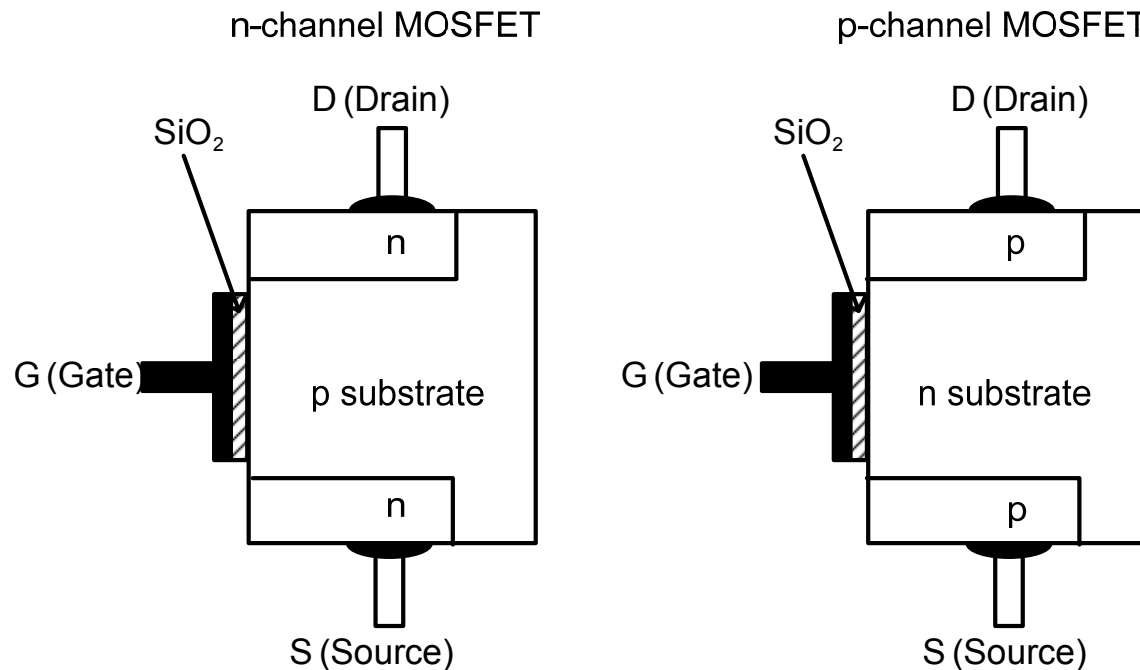 n-channel MOSFET
D (Drain)
SiO₂
n
G (Gate)
p substrate
n
S (Source)
p-channel MOSFET
D (Drain)
SiO₂
p
G (Gate)
n substrate
p
S (Source)